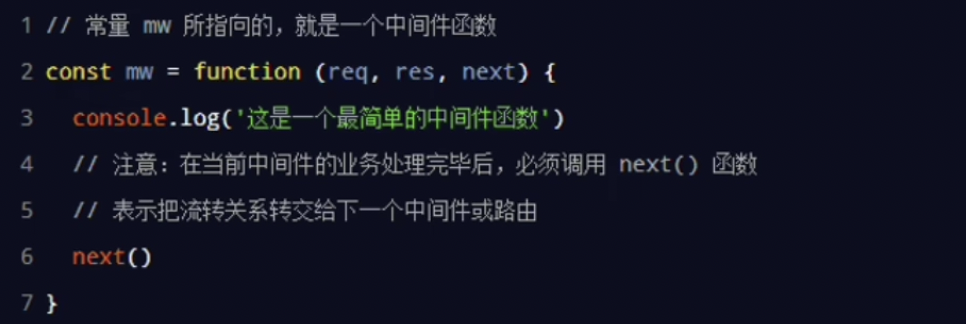 1 // 常量 mw 所指向的，就是一个中间件函数
2 const mw = function (req, res, next) {
3   console.log('这是一个最简单的中间件函数')
4   // 注意：在当前中间件的业务处理完毕后，必须调用 next() 函数
5   // 表示把流转关系转交给下一个中间件或路由
6   next()
7 }